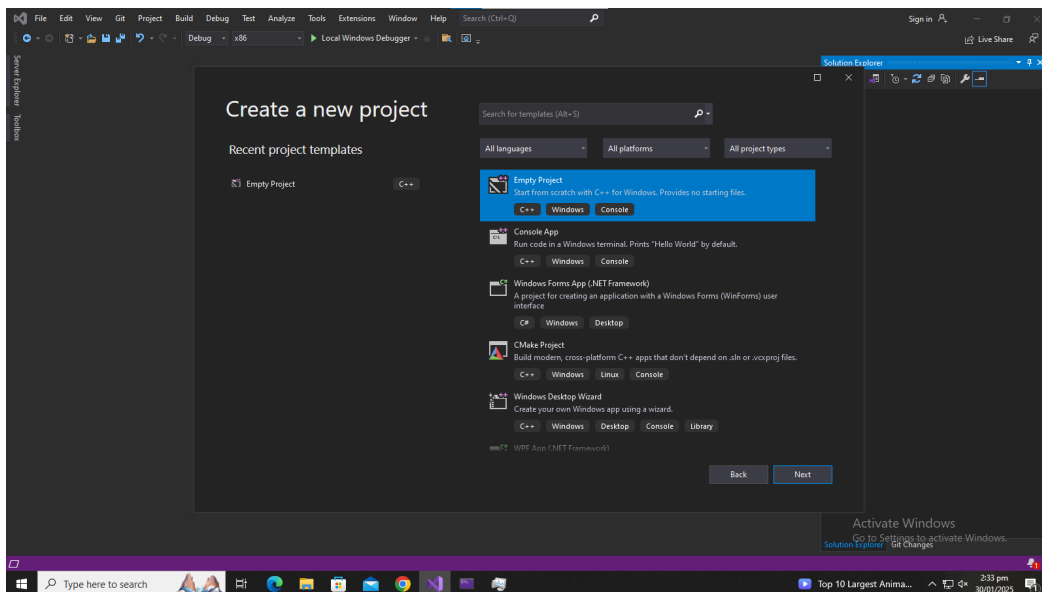 File Edit View Git Project Build Debug Test Analyze Tools Extensions Window Help Search (Ctrl+Q) Sign in
Debug x86 Local Windows Debugger Live Share
Server Explorer
Toolbox
Solution Explorer
Create a new project
Search for templates (Alt+S)
Recent project templates
All languages All platforms All project types
Empty Project C++
Empty Project
Start from scratch with C++ for Windows. Provides no starting files.
C++ Windows Console
Console App
Run code in a Windows terminal. Prints "Hello World" by default.
C++ Windows Console
Windows Forms App (.NET Framework)
A project for creating an application with a Windows Forms (WinForms) user
interface
C# Windows Desktop
CMake Project
Build modern, cross-platform C++ apps that don't depend on .sln or .vcxproj files.
C++ Windows Linux Console
Windows Desktop Wizard
Create your own Windows app using a wizard.
C++ Windows Desktop Console Library
WPF App (.NET Framework)
Back Next
Activate Windows
Go to Settings to activate Windows.
Solution Explorer Git Changes
Type here to search
Top 10 Largest Anima...
2:33 pm
30/01/2025